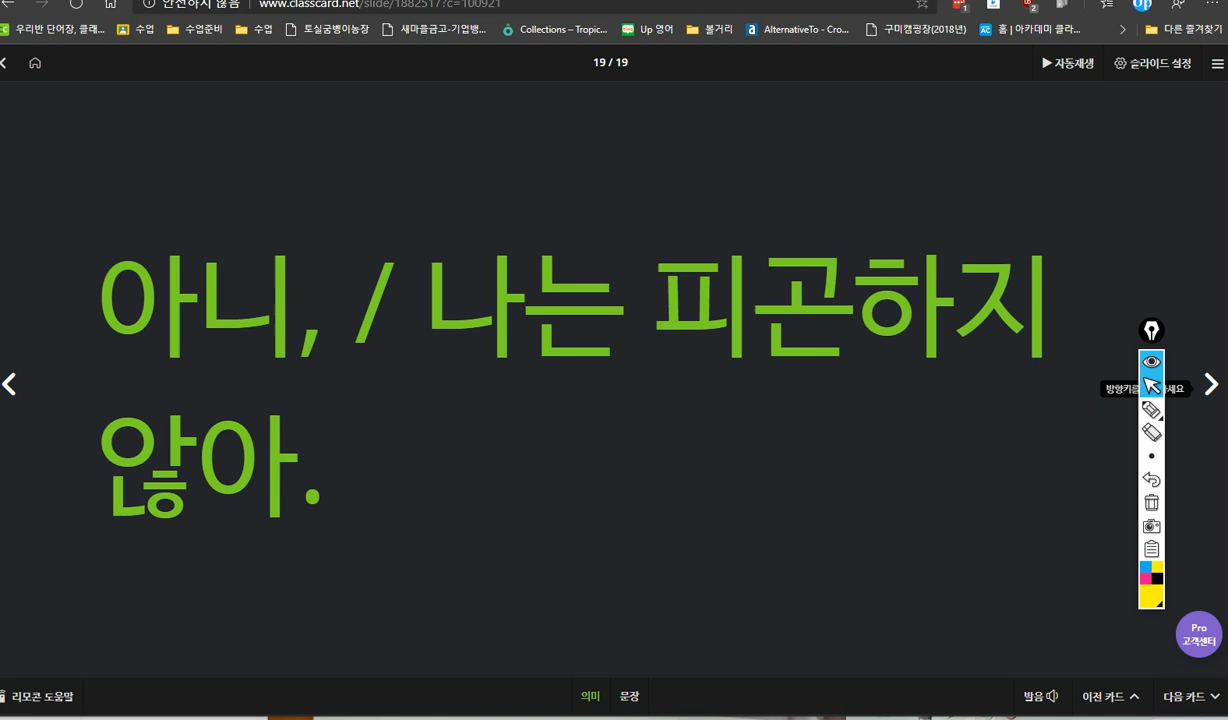 안전하지 않음 | www.classcard.net/slide/1882517?c=100921
우리반 단어장, 클래... 수업 수업준비 수업 토실굼벵이농장 새마을금고-기업뱅... Collections – Tropic... Up 영어 볼거리 AlternativeTo - Cro... 구미캠핑장(2018년) 홈 | 아카데미 클라... 다른 즐겨찾기
19 / 19 자동재생 슬라이드 설정
아니, / 나는 피곤하지
않아.
방향키를 세요
Pro
고객센터
리모콘 도움말 의미 문장 발음 이전 카드 다음 카드